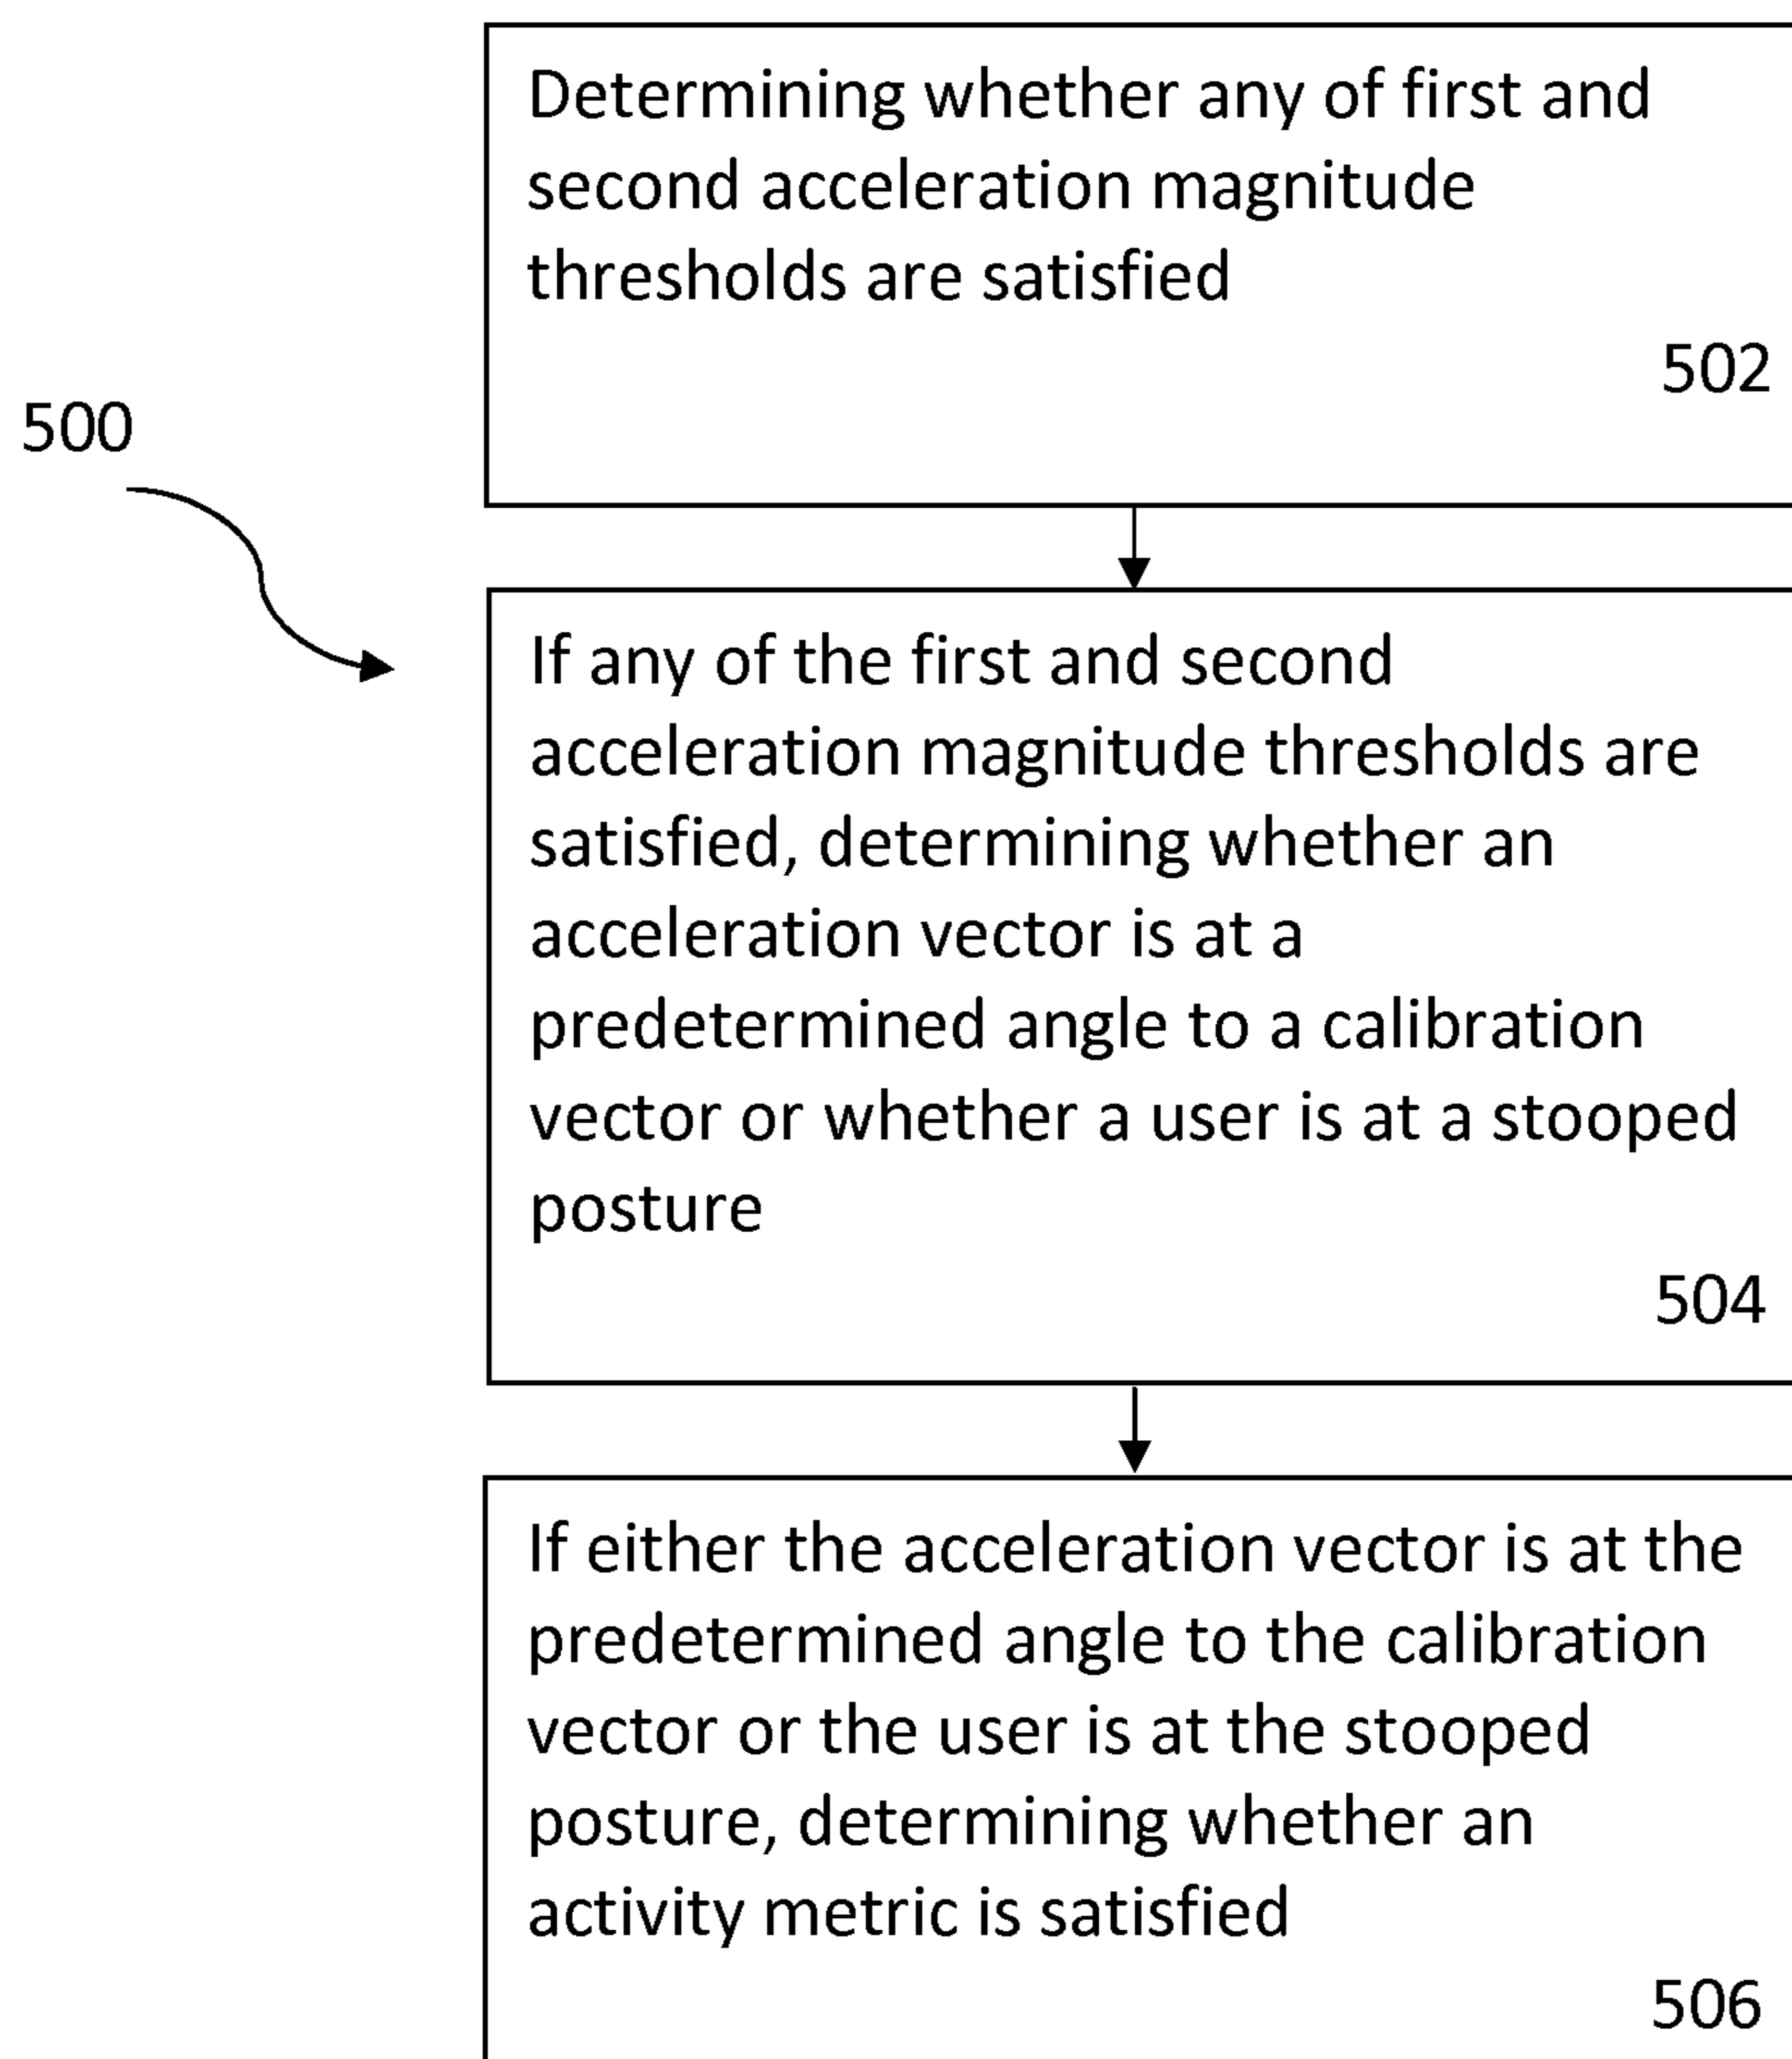 Determining whether any of first and
second acceleration magnitude
thresholds are satisfied
502
500
If any of the first and second
acceleration magnitude thresholds are
satisfied, determining whether an
acceleration vector is at a
predetermined angle to a calibration
vector or whether a user is at a stooped
posture
504
If either the acceleration vector is at the
predetermined angle to the calibration
vector or the user is at the stooped
posture, determining whether an
activity metric is satisfied
506